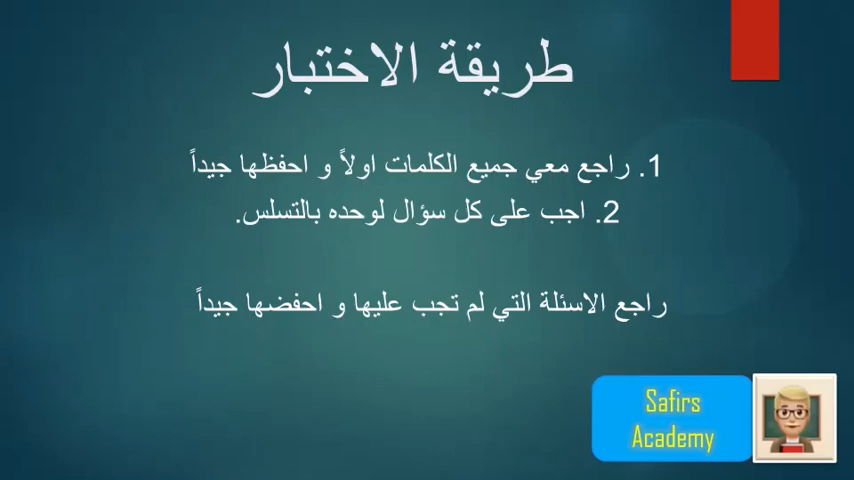 طريقة الاختبار
1. راجع معي جميع الكلمات اولاً و احفظها جيداً
2. اجب على كل سؤال لوحده بالتسلس.
راجع الاسئلة التي لم تجب عليها و احفضها جيداً
Safirs
Academy